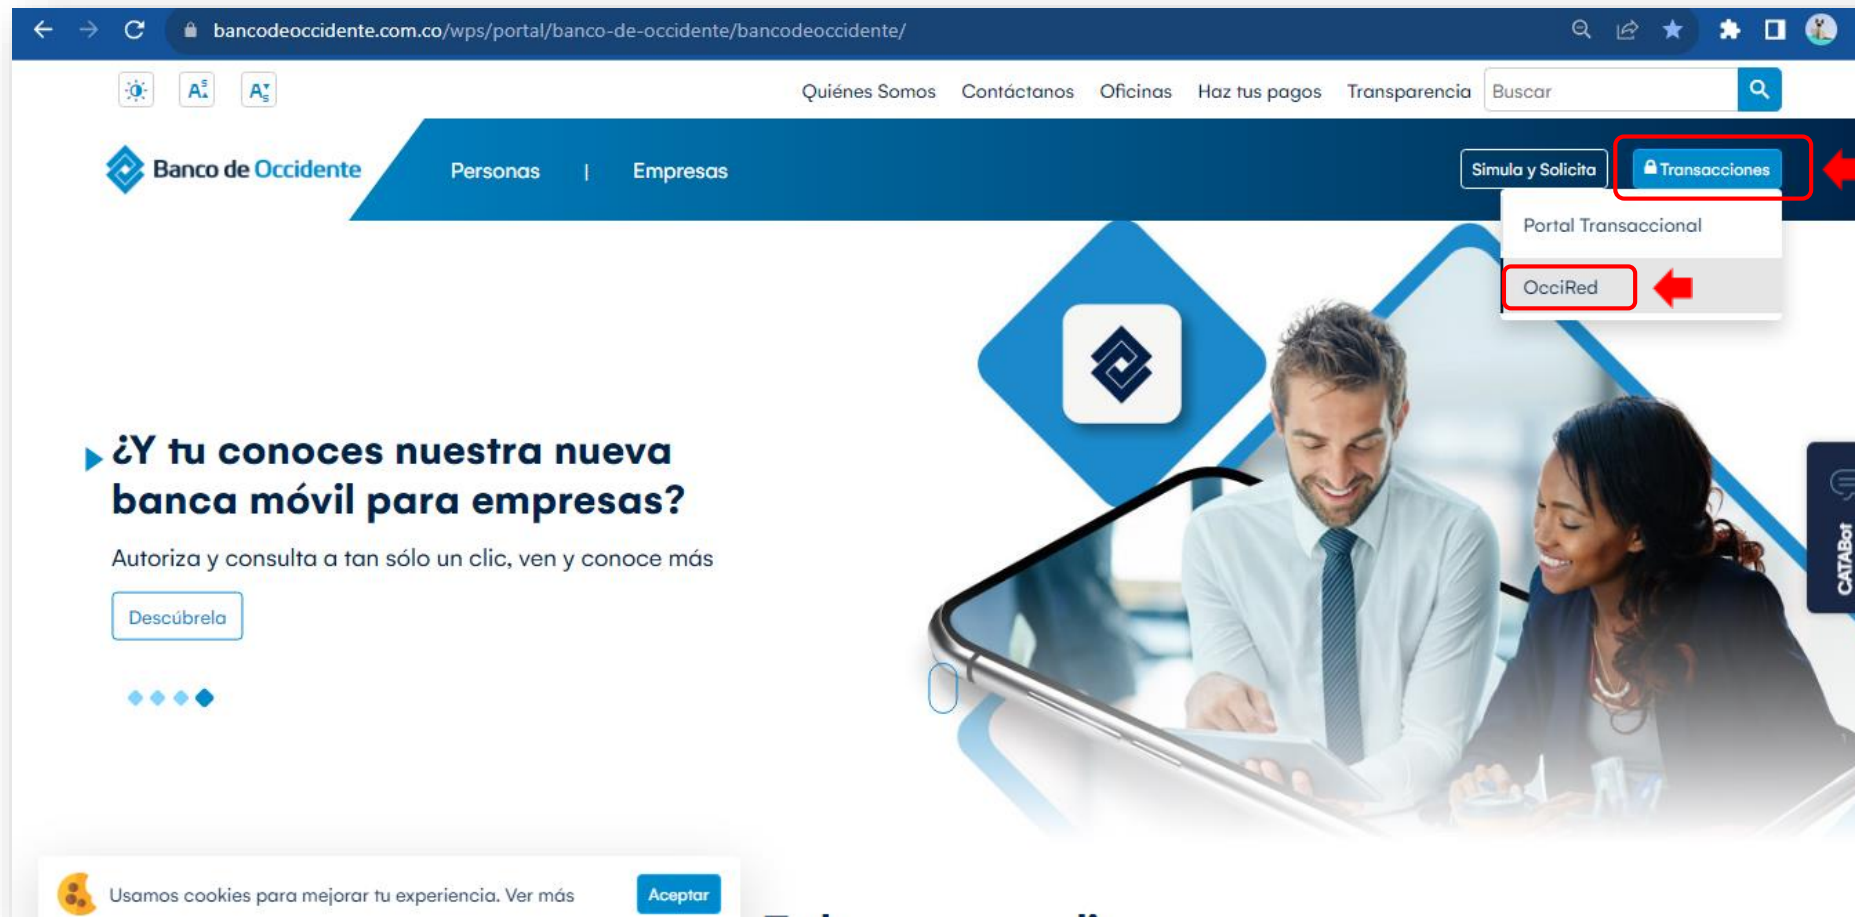 bancodeoccidente.com.co/wps/portal/banco-de-occidente/bancodeoccidente/
Quiénes Somos Contáctanos Oficinas Haz tus pagos Transparencia Buscar
Banco de Occidente
Personas | Empresas
Simula y Solicita Transacciones
Portal Transaccional
OcciRed
¿Y tu conoces nuestra nueva
banca móvil para empresas?
Autoriza y consulta a tan sólo un clic, ven y conoce más
Descúbrela
CATABot
Usamos cookies para mejorar tu experiencia. Ver más Aceptar